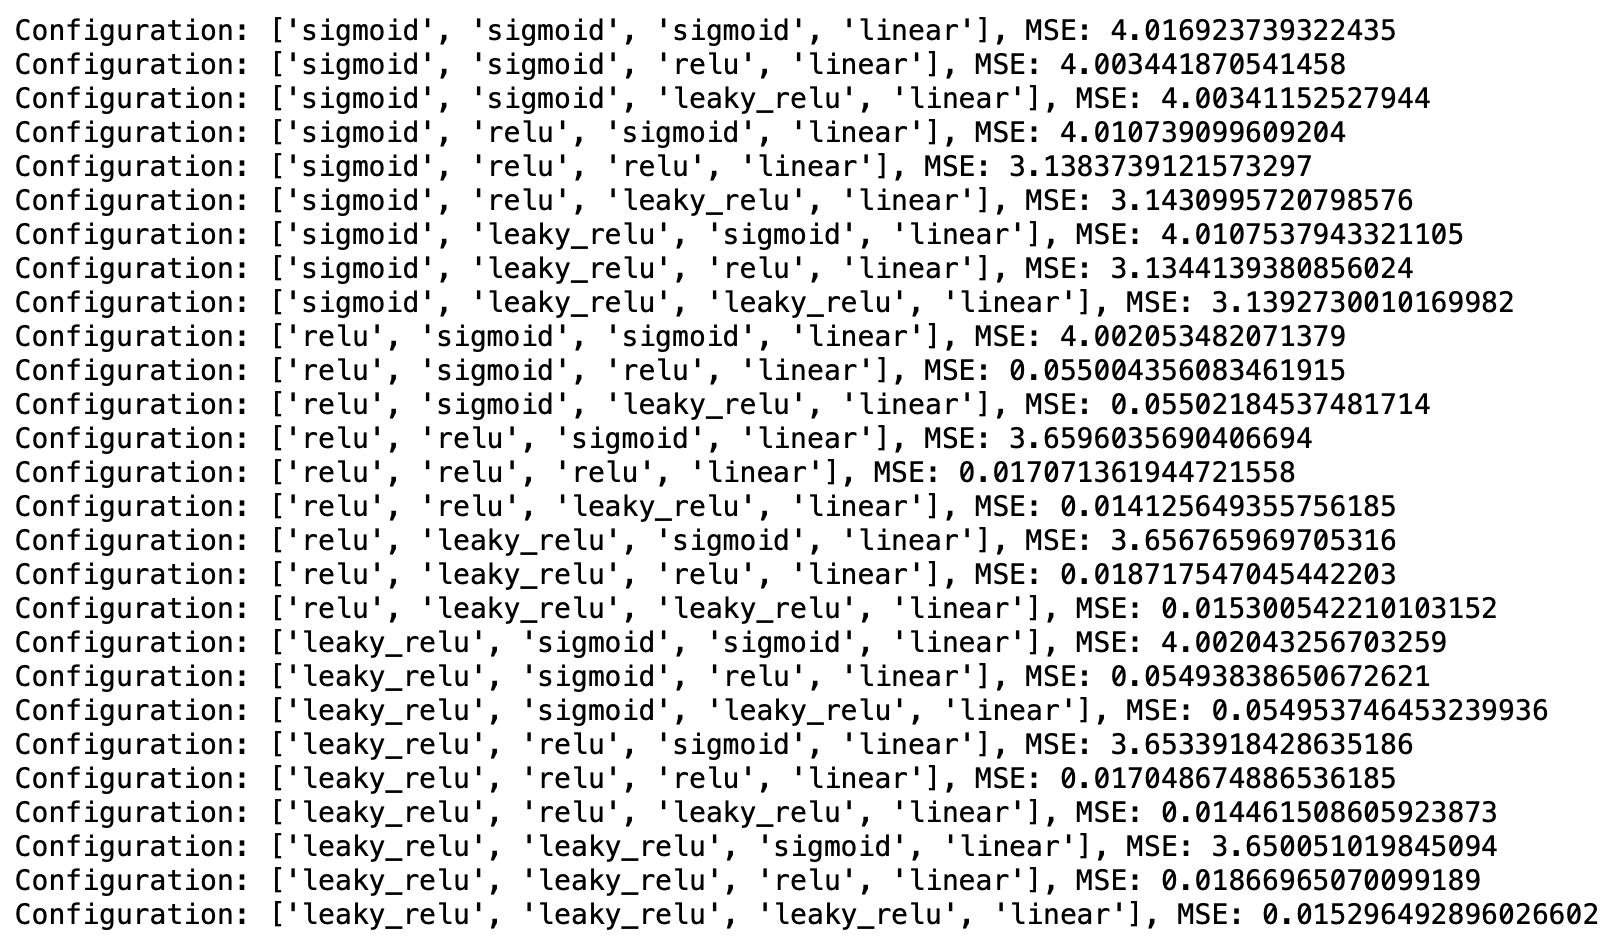 Configuration: ['sigmoid', 'sigmoid', 'sigmoid', 'linear'], MSE: 4.016923739322435
Configuration: ['sigmoid', 'sigmoid', 'relu', 'linear'], MSE: 4.003441870541458
Configuration: ['sigmoid', 'sigmoid', 'leaky_relu', 'linear'], MSE: 4.00341152527944
Configuration: ['sigmoid', 'relu', 'sigmoid', 'linear'], MSE: 4.010739099609204
Configuration: ['sigmoid', 'relu', 'relu', 'linear'], MSE: 3.1383739121573297
Configuration: ['sigmoid', 'relu', 'leaky_relu', 'linear'], MSE: 3.1430995720798576
Configuration: ['sigmoid', 'leaky_relu', 'sigmoid', 'linear'], MSE: 4.0107537943321105
Configuration: ['sigmoid', 'leaky_relu', 'relu', 'linear'], MSE: 3.1344139380856024
Configuration: ['sigmoid', 'leaky_relu', 'leaky_relu', 'linear'], MSE: 3.1392730010169982
Configuration: ['relu', 'sigmoid', 'sigmoid', 'linear'], MSE: 4.002053482071379
Configuration: ['relu', 'sigmoid', 'relu', 'linear'], MSE: 0.055004356083461915
Configuration: ['relu', 'sigmoid', 'leaky_relu', 'linear'], MSE: 0.05502184537481714
Configuration: ['relu', 'relu', 'sigmoid', 'linear'], MSE: 3.6596035690406694
Configuration: ['relu', 'relu', 'relu', 'linear'], MSE: 0.017071361944721558
Configuration: ['relu', 'relu', 'leaky_relu', 'linear'], MSE: 0.014125649355756185
Configuration: ['relu', 'leaky_relu', 'sigmoid', 'linear'], MSE: 3.656765969705316
Configuration: ['relu', 'leaky_relu', 'relu', 'linear'], MSE: 0.018717547045442203
Configuration: ['relu', 'leaky_relu', 'leaky_relu', 'linear'], MSE: 0.015300542210103152
Configuration: ['leaky_relu', 'sigmoid', 'sigmoid', 'linear'], MSE: 4.002043256703259
Configuration: ['leaky_relu', 'sigmoid', 'relu', 'linear'], MSE: 0.05493838650672621
Configuration: ['leaky_relu', 'sigmoid', 'leaky_relu', 'linear'], MSE: 0.054953746453239936
Configuration: ['leaky_relu', 'relu', 'sigmoid', 'linear'], MSE: 3.6533918428635186
Configuration: ['leaky_relu', 'relu', 'relu', 'linear'], MSE: 0.017048674886536185
Configuration: ['leaky_relu', 'relu', 'leaky_relu', 'linear'], MSE: 0.014461508605923873
Configuration: ['leaky_relu', 'leaky_relu', 'sigmoid', 'linear'], MSE: 3.650051019845094
Configuration: ['leaky_relu', 'leaky_relu', 'relu', 'linear'], MSE: 0.01866965070099189
Configuration: ['leaky_relu', 'leaky_relu', 'leaky_relu', 'linear'], MSE: 0.015296492896026602